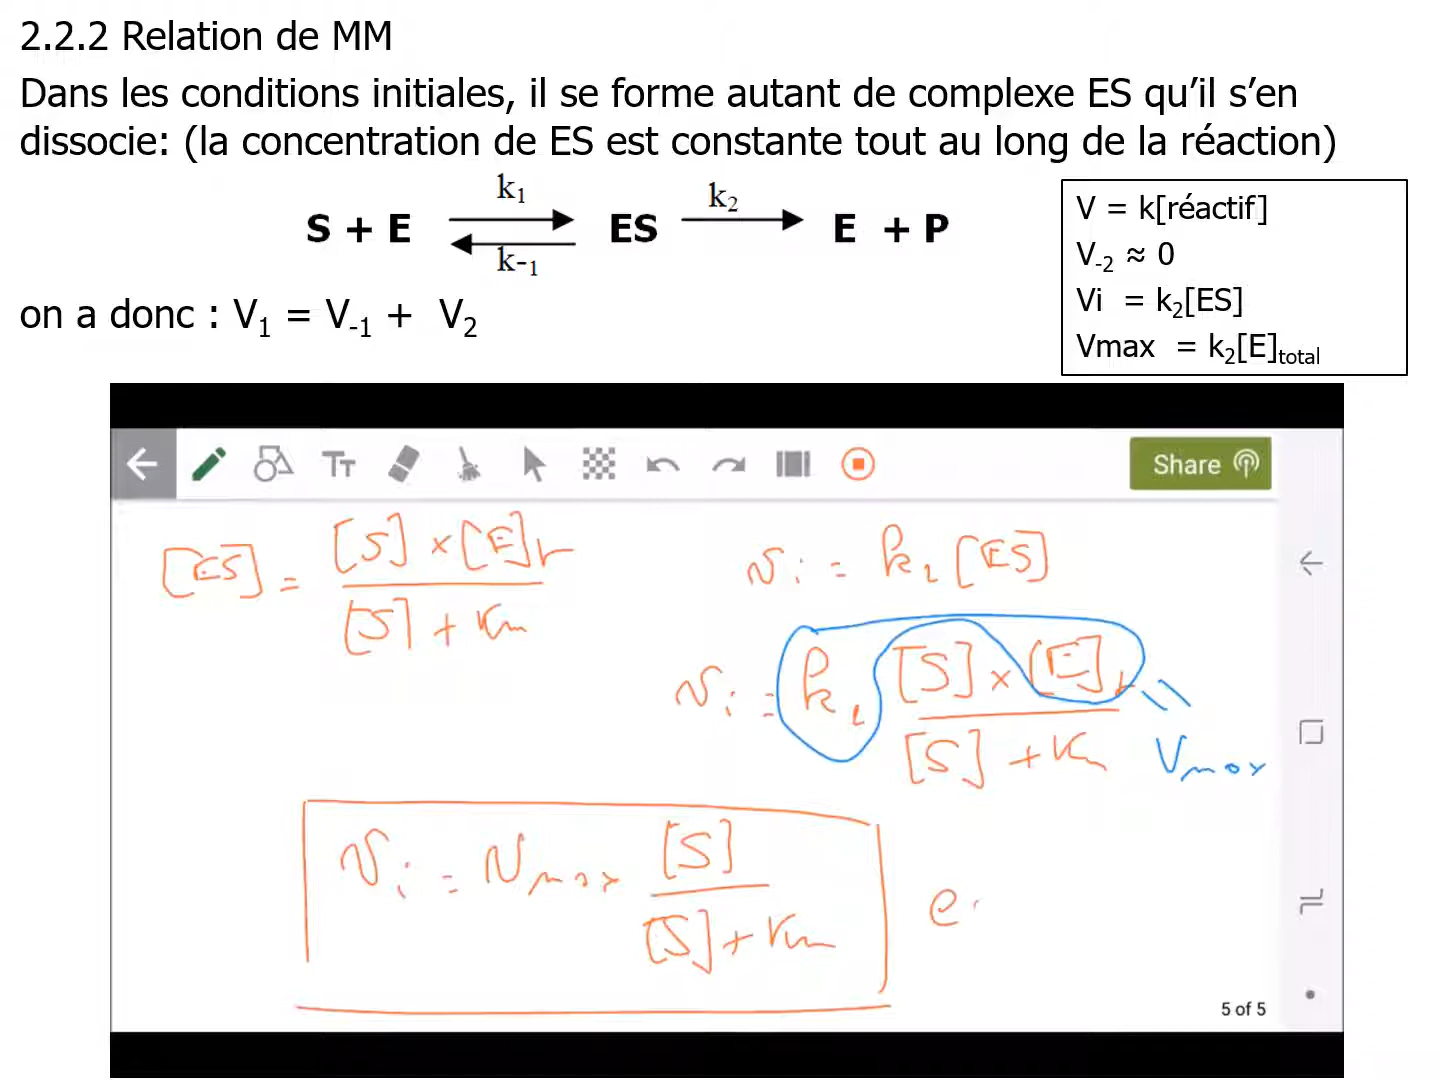 2.2.2 Relation de MM
Dans les conditions initiales, il se forme autant de complexe ES qu’il s’en
dissocie: (la concentration de ES est constante tout au long de la réaction)
k1
k2
S + E ES E + P
k-1
on a donc : V1 = V-1 + V2
V = k[réactif]
V-2 ≈ 0
Vi = k2[ES]
Vmax = k2[E]total
Tт
Share
[ES] = [S] × [E]t / [S] + Km
vi = k2 [ES]
vi = k2 [S] × [E]t / [S] + Km
Vmax
vi = vmax [S] / [S] + Km
e
5 of 5